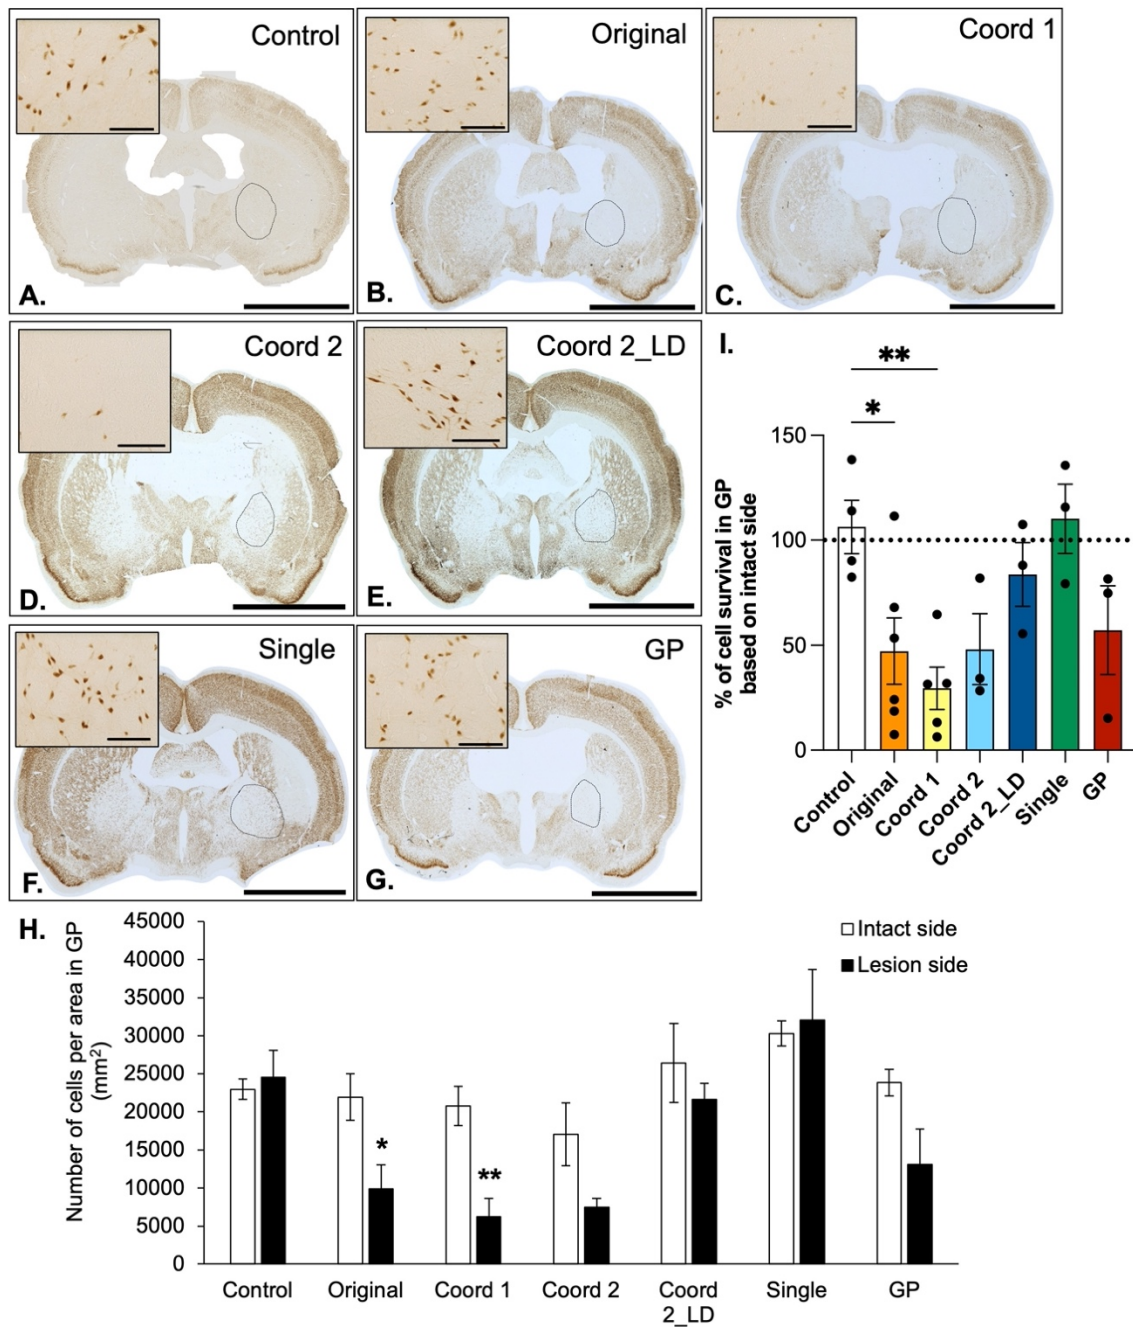 Control
A.
Original
B.
Coord 1
C.
Coord 2
D.
Coord 2_LD
E.
Single
F.
GP
G.
I.
**
*
% of cell survival in GP
based on intact side
150
100
50
0
Control
Original
Coord 1
Coord 2
Coord 2_LD
Single
GP
H.
Number of cells per area in GP
(mm²)
45000
40000
35000
30000
25000
20000
15000
10000
5000
0
Intact side
Lesion side
*
**
Control
Original
Coord 1
Coord 2
Coord
2_LD
Single
GP